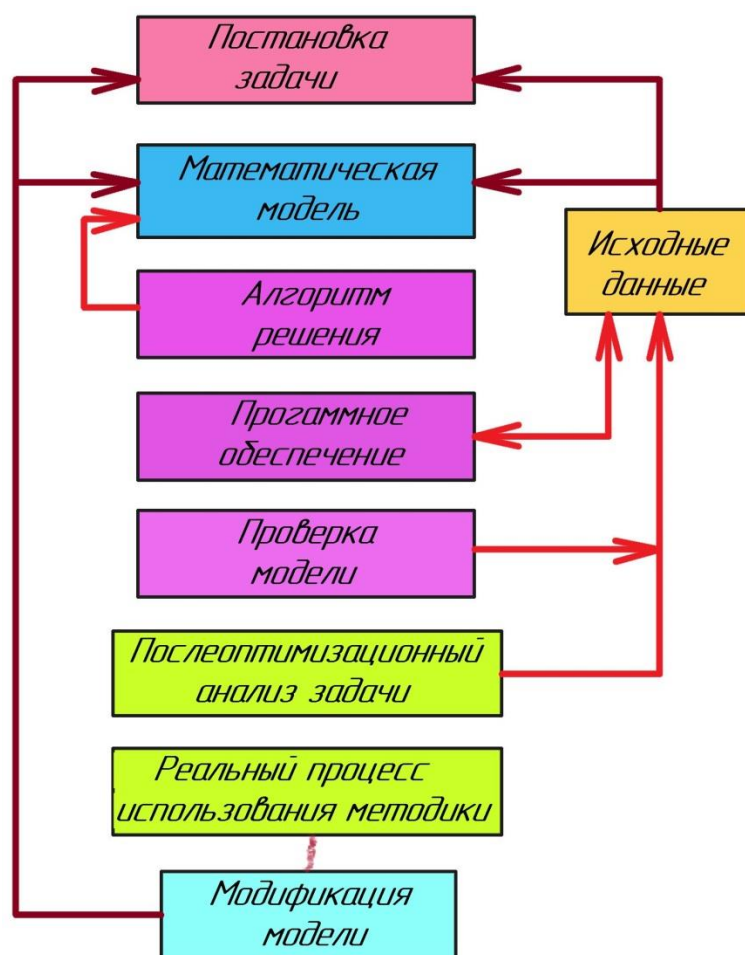 Постановка
задачи
Математическая
модель
Исходные
данные
Алгоритм
решения
Прогаммное
обеспечение
Проверка
модели
Послеоптимизационный
анализ задачи
Реальный процесс
использования методики
Модификация
модели